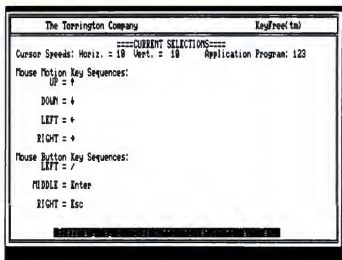 The Torrington Company KeyFree(tm)
====CURRENT SELECTIONS====
Cursor Speeds: Horiz. = 10 Vert. = 10 Application Program: 123
Mouse Motion Key Sequences:
UP = ↑
DOWN = ↓
LEFT = ←
RIGHT = →
Mouse Button Key Sequences:
LEFT = /
MIDDLE = Enter
RIGHT = Esc